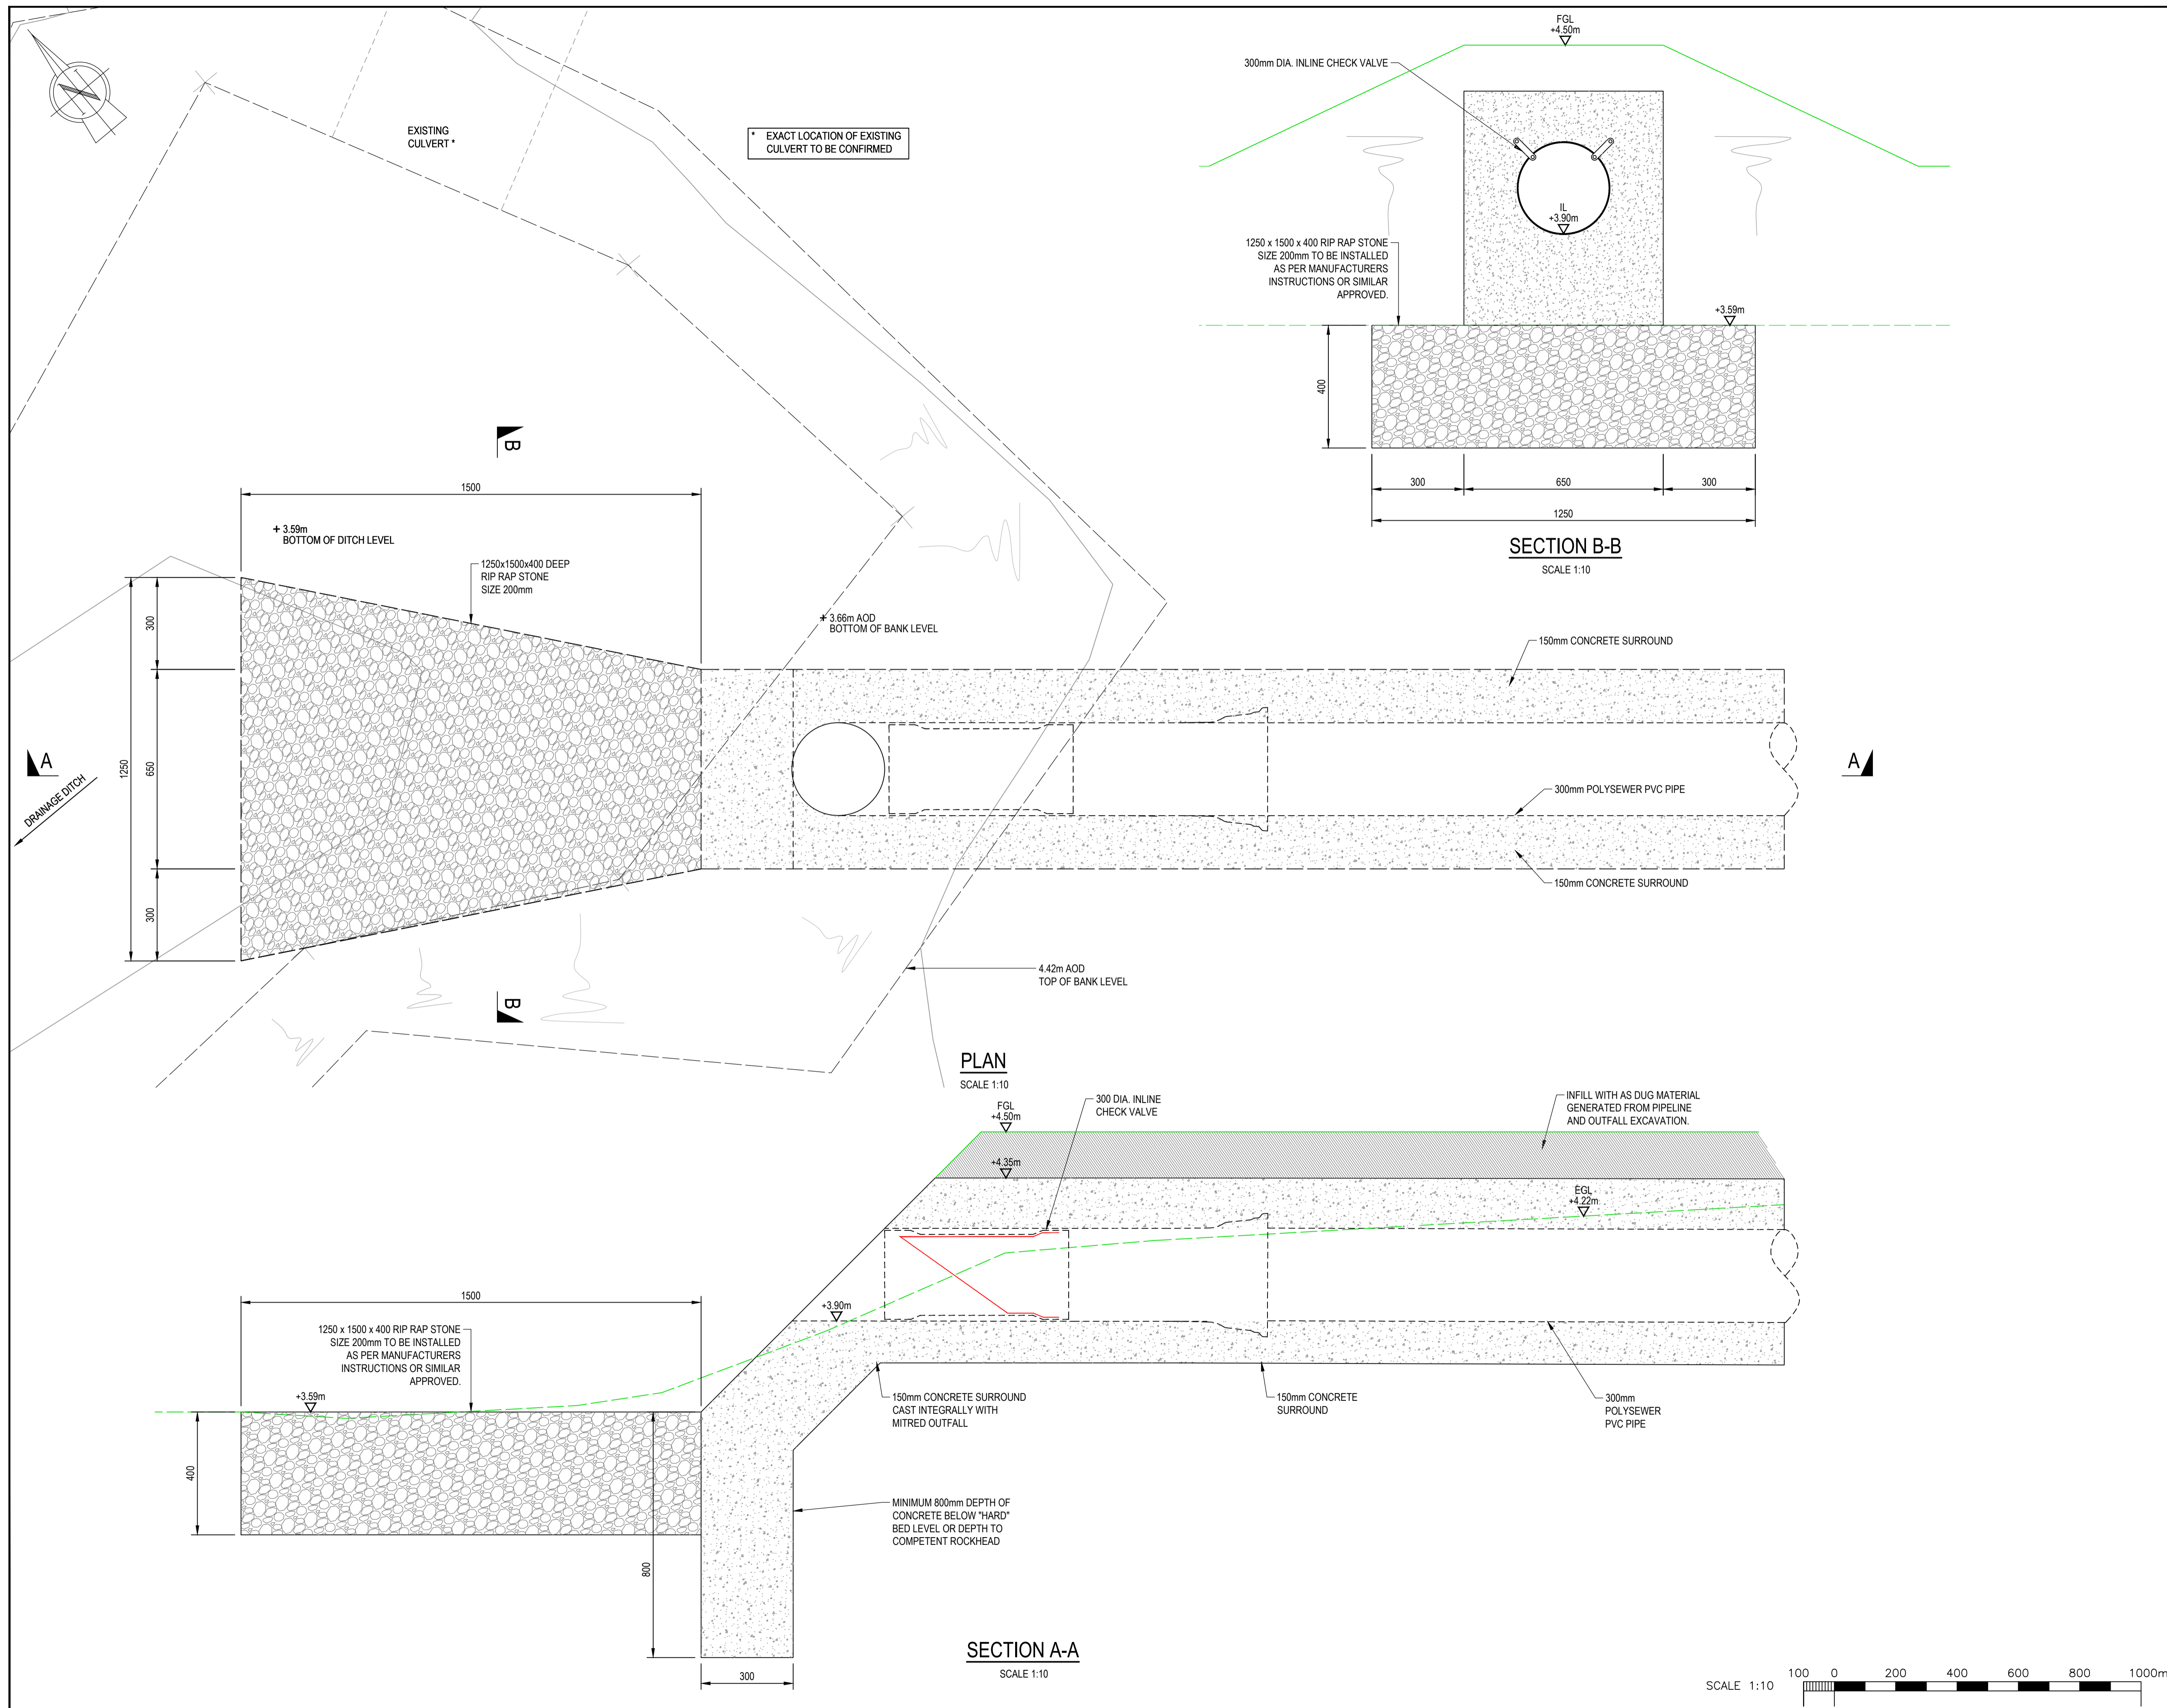 EXISTING
CULVERT *
* EXACT LOCATION OF EXISTING
CULVERT TO BE CONFIRMED
B
1500
+ 3.59m
BOTTOM OF DITCH LEVEL
1250x1500x400 DEEP
RIP RAP STONE
SIZE 200mm
3.66m AOD
BOTTOM OF BANK LEVEL
300
650
300
1250
A
DRAINAGE DITCH
150mm CONCRETE SURROUND
300mm POLYSEWER PVC PIPE
150mm CONCRETE SURROUND
A
4.42m AOD
TOP OF BANK LEVEL
B
PLAN
SCALE 1:10
FGL
+4.50m
300mm DIA. INLINE CHECK VALVE
IL
+3.90m
1250 x 1500 x 400 RIP RAP STONE
SIZE 200mm TO BE INSTALLED
AS PER MANUFACTURERS
INSTRUCTIONS OR SIMILAR
APPROVED.
+3.59m
400
300
650
300
1250
SECTION B-B
SCALE 1:10
FGL
+4.50m
300 DIA. INLINE
CHECK VALVE
INFILL WITH AS DUG MATERIAL
GENERATED FROM PIPELINE
AND OUTFALL EXCAVATION.
+4.35m
EGL
+4.22m
1500
+3.90m
1250 x 1500 x 400 RIP RAP STONE
SIZE 200mm TO BE INSTALLED
AS PER MANUFACTURERS
INSTRUCTIONS OR SIMILAR
APPROVED.
+3.59m
150mm CONCRETE SURROUND
CAST INTEGRALLY WITH
MITRED OUTFALL
150mm CONCRETE
SURROUND
300mm
POLYSEWER
PVC PIPE
400
800
MINIMUM 800mm DEPTH OF
CONCRETE BELOW "HARD"
BED LEVEL OR DEPTH TO
COMPETENT ROCKHEAD
300
SECTION A-A
SCALE 1:10
SCALE 1:10
100 0 200 400 600 800 1000m